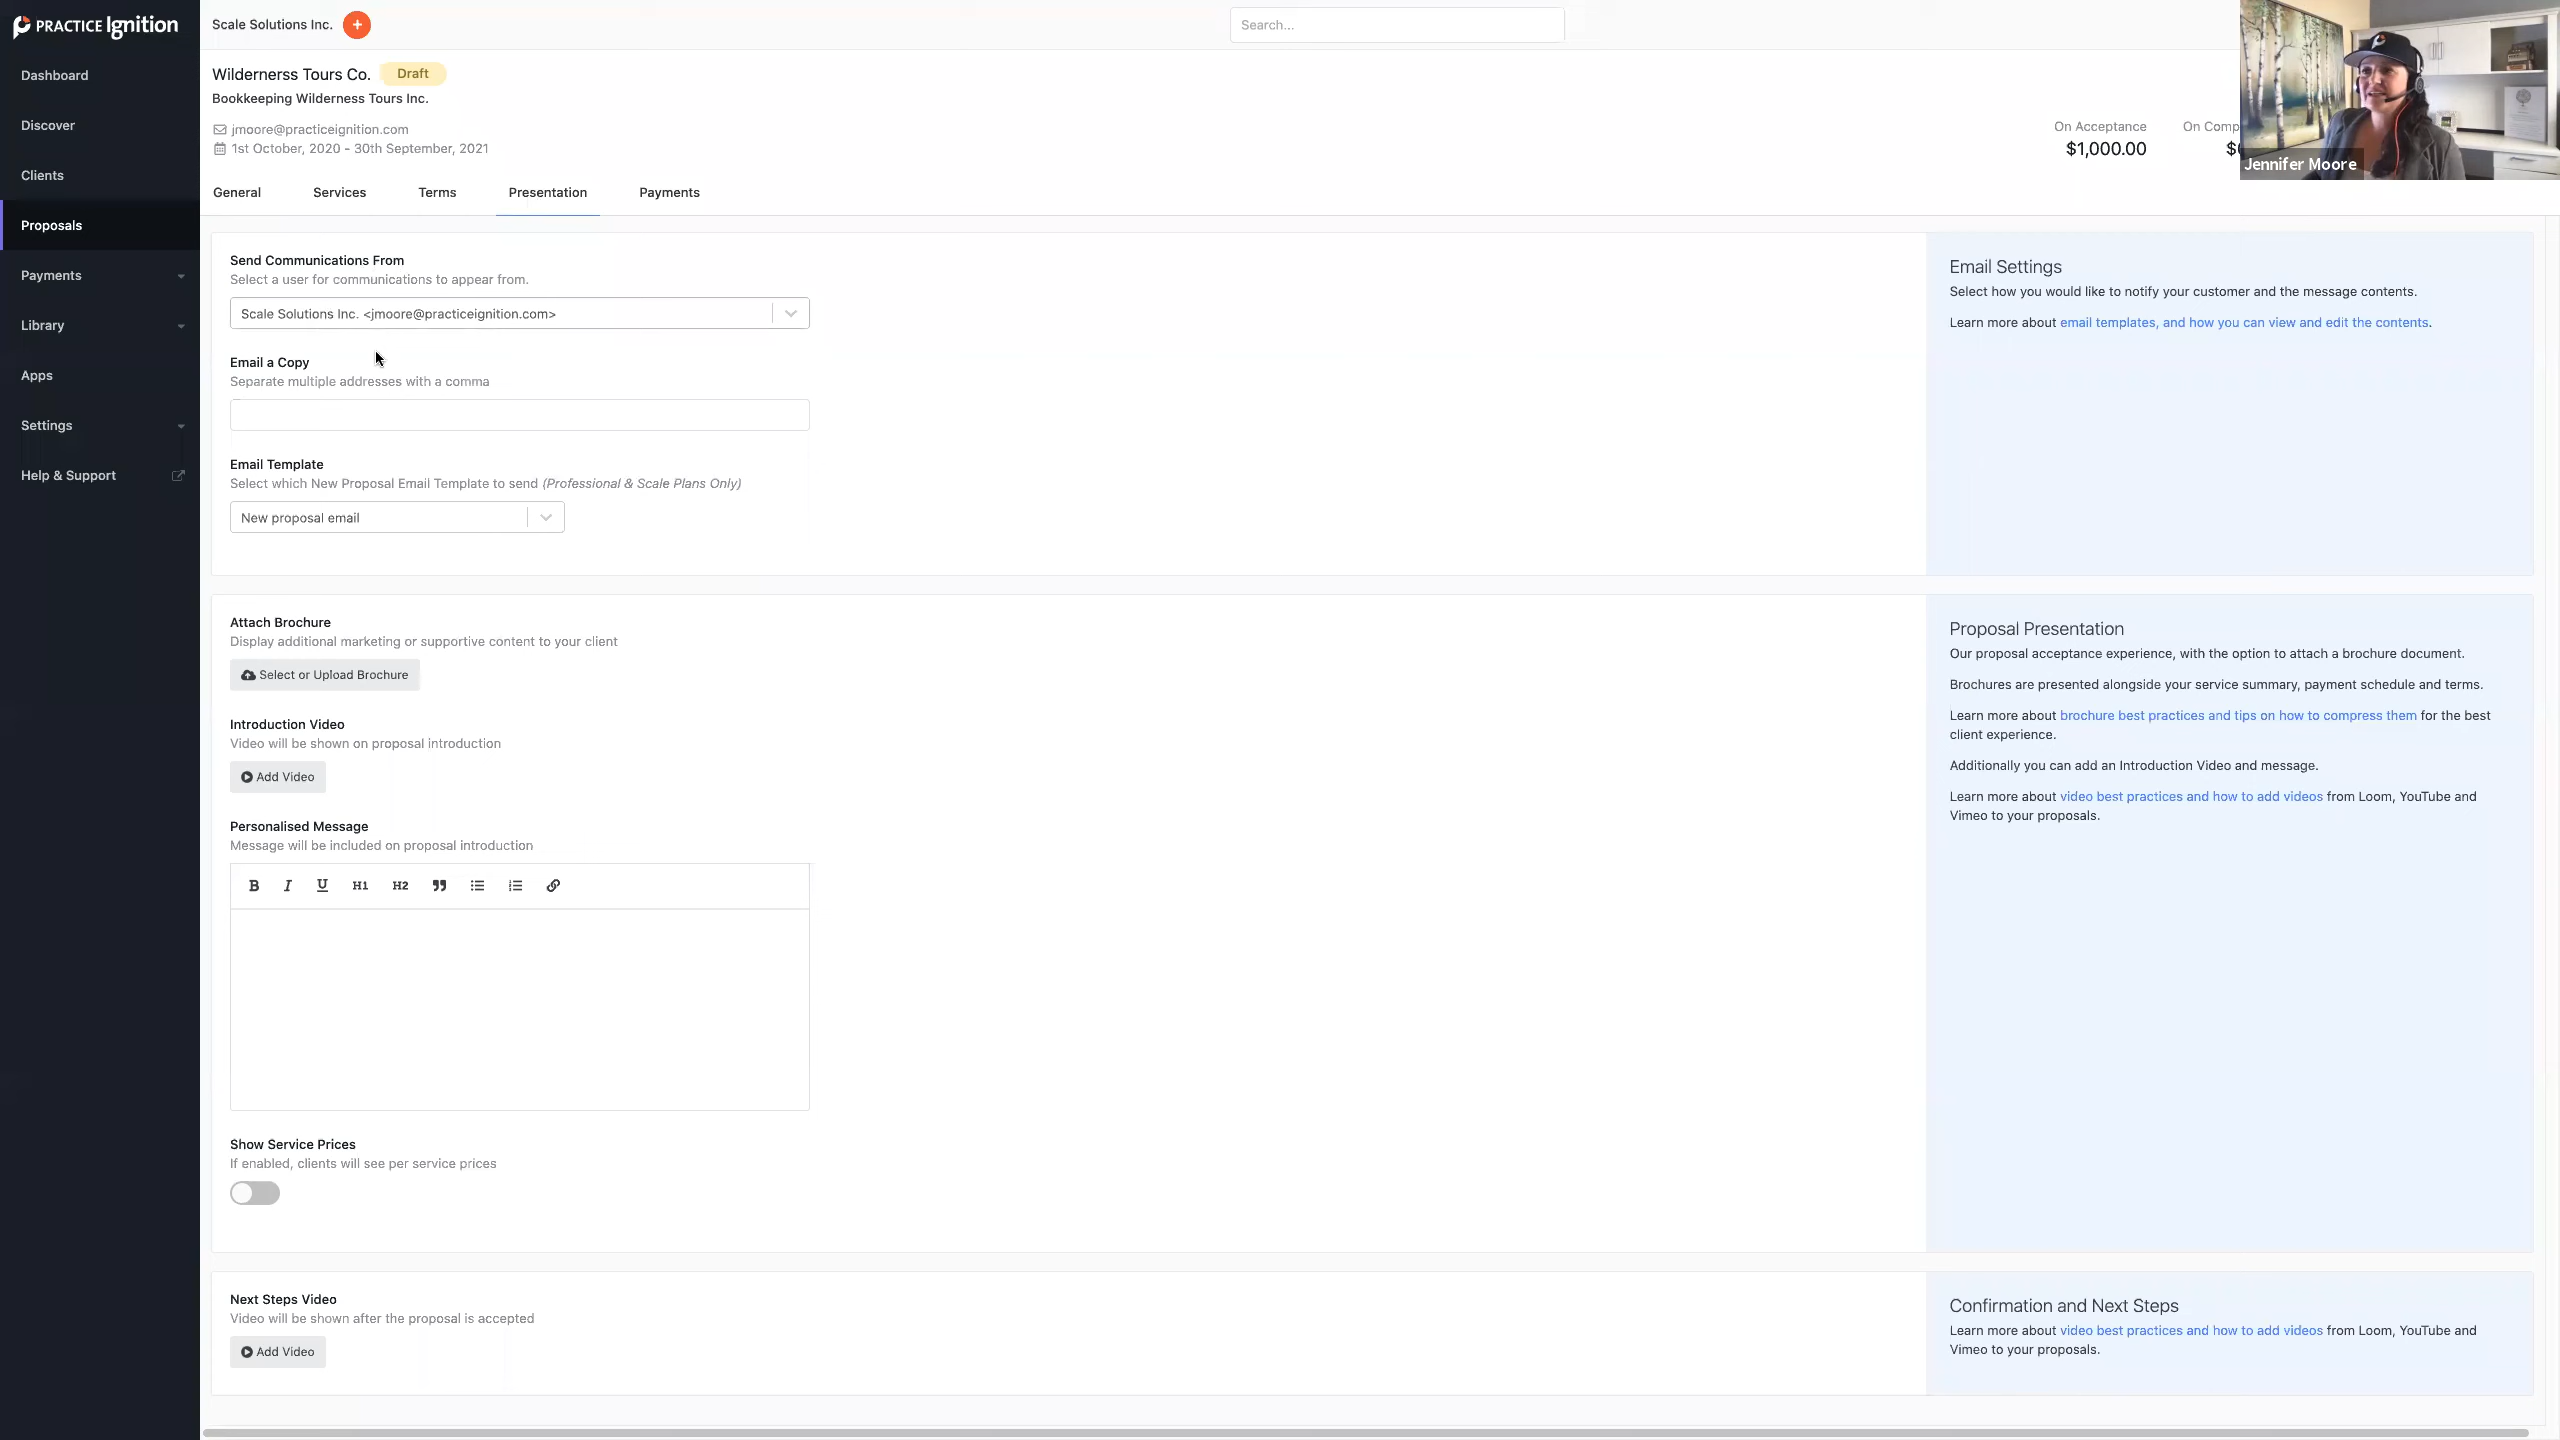 PRACTICE Ignition
Scale Solutions Inc.
+
Search...
Dashboard
Discover
Clients
Proposals
Payments
Library
Apps
Settings
Help & Support
Wildernerss Tours Co. Draft
Bookkeeping Wilderness Tours Inc.
jmoore@practiceignition.com
1st October, 2020 - 30th September, 2021
On Acceptance
$1,000.00
On Comp
$
Jennifer Moore
General Services Terms Presentation Payments
Send Communications From
Select a user for communications to appear from.
Scale Solutions Inc. <jmoore@practiceignition.com>
Email a Copy
Separate multiple addresses with a comma
Email Template
Select which New Proposal Email Template to send (Professional & Scale Plans Only)
New proposal email
Email Settings
Select how you would like to notify your customer and the message contents.
Learn more about email templates, and how you can view and edit the contents.
Attach Brochure
Display additional marketing or supportive content to your client
Select or Upload Brochure
Introduction Video
Video will be shown on proposal introduction
Add Video
Personalised Message
Message will be included on proposal introduction
B I U H1 H2
Show Service Prices
If enabled, clients will see per service prices
Proposal Presentation
Our proposal acceptance experience, with the option to attach a brochure document.
Brochures are presented alongside your service summary, payment schedule and terms.
Learn more about brochure best practices and tips on how to compress them for the best
client experience.
Additionally you can add an Introduction Video and message.
Learn more about video best practices and how to add videos from Loom, YouTube and
Vimeo to your proposals.
Next Steps Video
Video will be shown after the proposal is accepted
Add Video
Confirmation and Next Steps
Learn more about video best practices and how to add videos from Loom, YouTube and
Vimeo to your proposals.